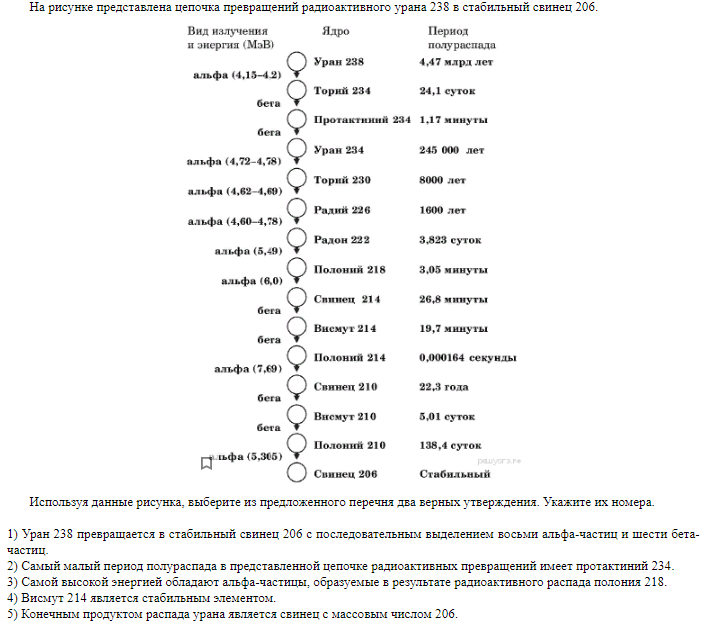 На рисунке представлена цепочка превращений радиоактивного урана 238 в стабильный свинец 206.
Вид излучения Ядро Период
и энергия (МэВ) полураспада
Уран 238 4,47 млрд лет
альфа (4,15–4.2)
Торий 234 24,1 суток
бета
Протактиний 234 1,17 минуты
бета
Уран 234 245 000 лет
альфа (4,72–4,78)
Торий 230 8000 лет
альфа (4,62–4,69)
Радий 226 1600 лет
альфа (4,60–4,78)
Радон 222 3,823 суток
альфа (5,49)
Полоний 218 3,05 минуты
альфа (6,0)
Свинец 214 26,8 минуты
бета
Висмут 214 19,7 минуты
бета
Полоний 214 0,000164 секунды
альфа (7,69)
Свинец 210 22,3 года
бета
Висмут 210 5,01 суток
бета
Полоний 210 138,4 суток
альфа (5,305)
Свинец 206 Стабильный
Используя данные рисунка, выберите из предложенного перечня два верных утверждения. Укажите их номера.
1) Уран 238 превращается в стабильный свинец 206 с последовательным выделением восьми альфа-частиц и шести бета-
частиц.
2) Самый малый период полураспада в представленной цепочке радиоактивных превращений имеет протактиний 234.
3) Самой высокой энергией обладают альфа-частицы, образуемые в результате радиоактивного распада полония 218.
4) Висмут 214 является стабильным элементом.
5) Конечным продуктом распада урана является свинец с массовым числом 206.